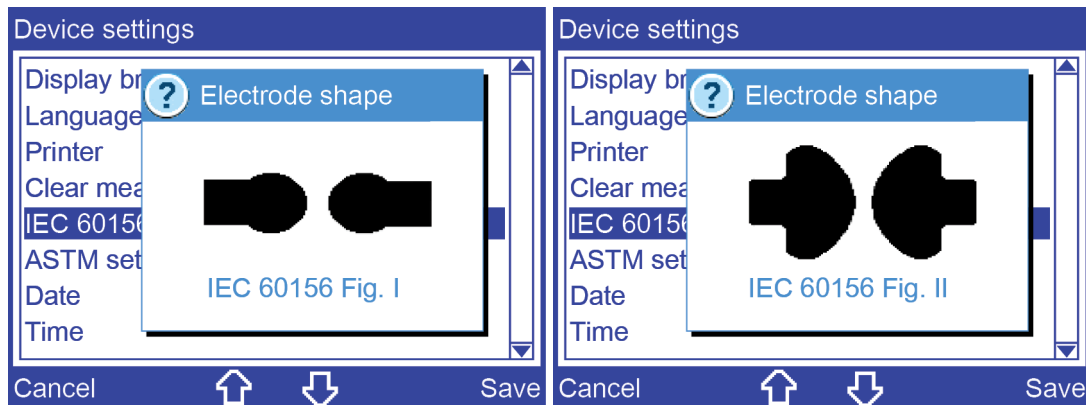 Device settings
Display br
Language
Printer
Clear mea
IEC 60156
ASTM set
Date
Time
? Electrode shape
IEC 60156 Fig. I
Cancel
Save
Device settings
Display br
Language
Printer
Clear mea
IEC 60156
ASTM set
Date
Time
? Electrode shape
IEC 60156 Fig. II
Cancel
Save